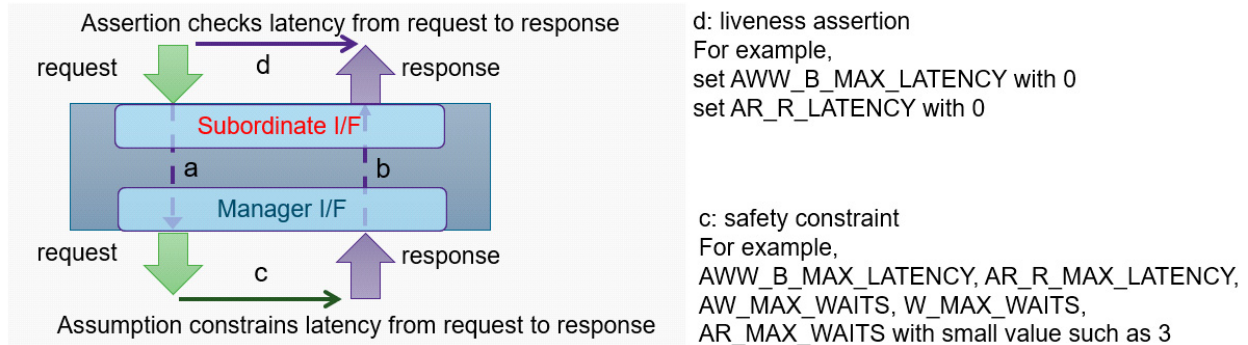 Assertion checks latency from request to response
request
d
response
Subordinate I/F
a
b
Manager I/F
request
c
response
Assumption constrains latency from request to response
d: liveness assertion
For example,
set AWW_B_MAX_LATENCY with 0
set AR_R_LATENCY with 0
c: safety constraint
For example,
AWW_B_MAX_LATENCY, AR_R_MAX_LATENCY,
AW_MAX_WAITS, W_MAX_WAITS,
AR_MAX_WAITS with small value such as 3